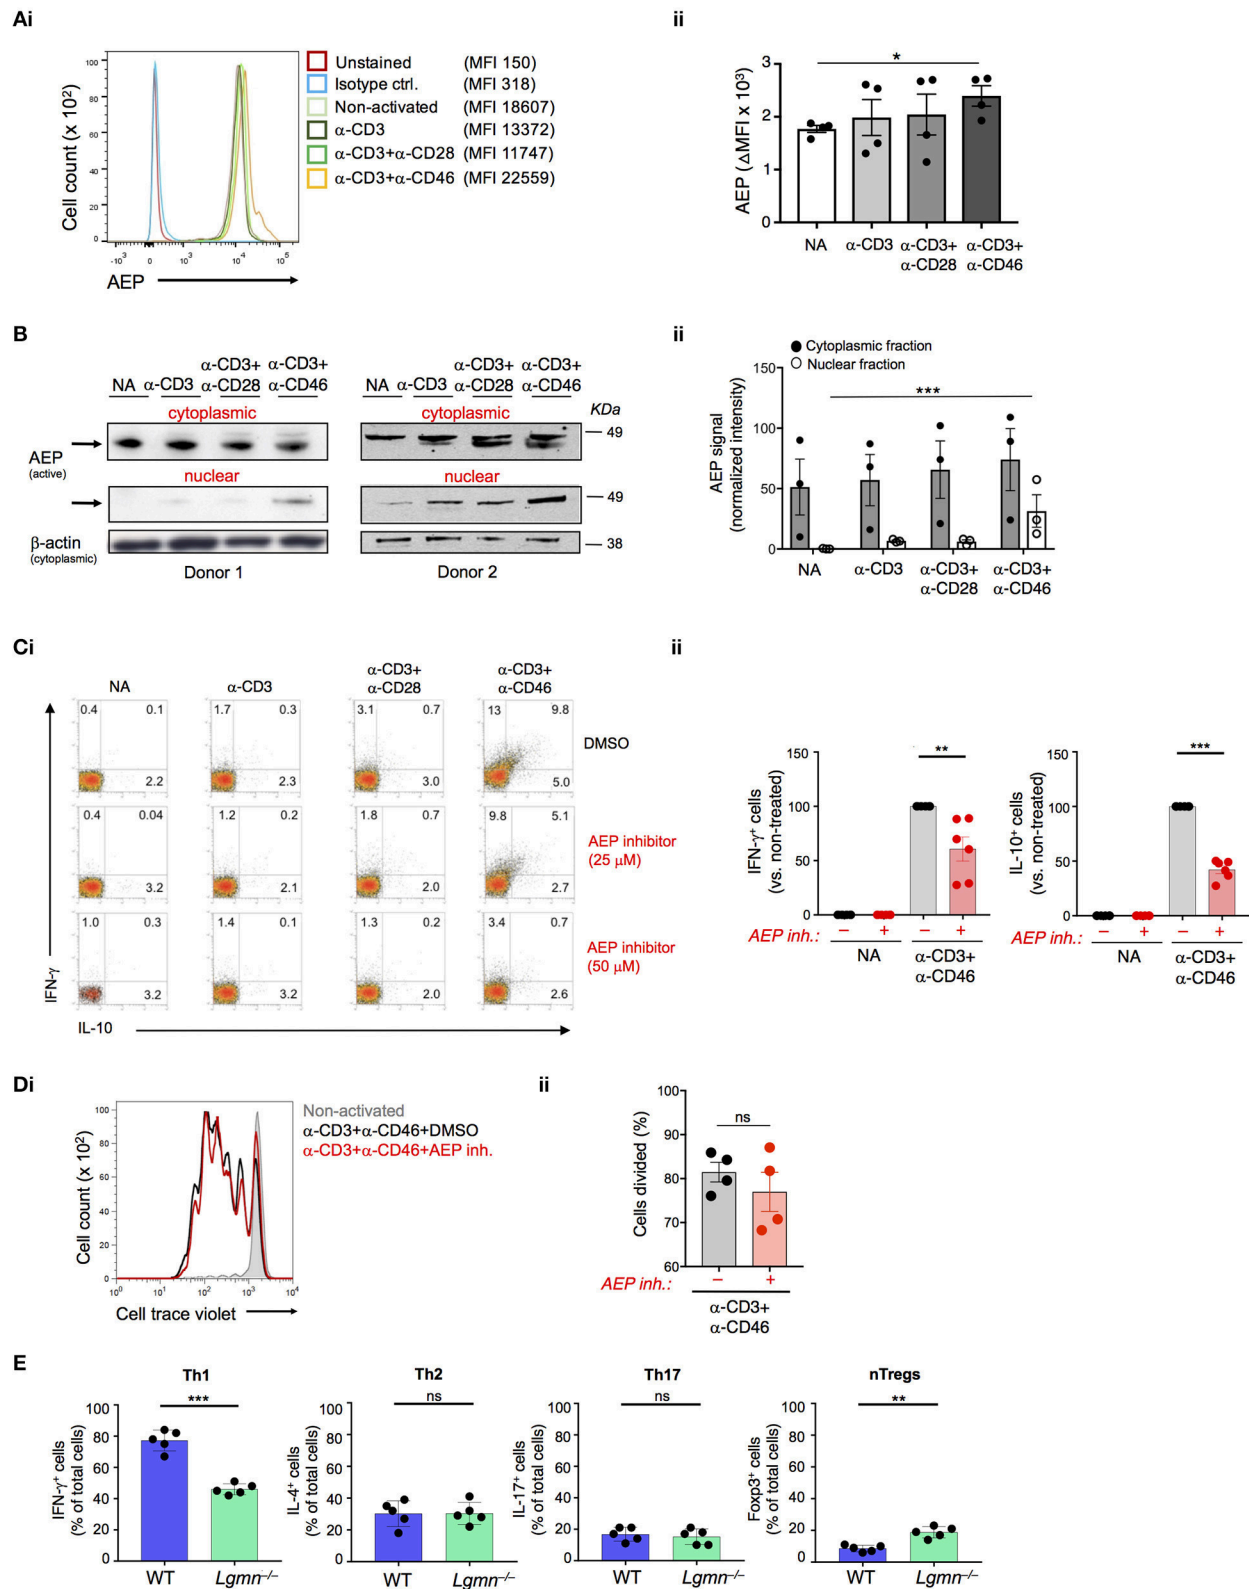 Ai
Unstained (MFI 150)
Isotype ctrl. (MFI 318)
Non-activated (MFI 18607)
α-CD3 (MFI 13372)
α-CD3+α-CD28 (MFI 11747)
α-CD3+α-CD46 (MFI 22559)
Cell count (x 10²)
100
80
60
40
20
0
-10³ 0 10³ 10⁴ 10⁵
AEP
ii
*
AEP (ΔMFI x 10³)
3
2
1
0
NA α-CD3 α-CD3+ α-CD3+
α-CD28 α-CD46
B
α-CD3+ α-CD3+
NA α-CD3 α-CD28 α-CD46
cytoplasmic
AEP
(active)
nuclear
β-actin
(cytoplasmic)
Donor 1
α-CD3+ α-CD3+
NA α-CD3 α-CD28 α-CD46
cytoplasmic
KDa
49
nuclear
49
38
Donor 2
ii
Cytoplasmic fraction
Nuclear fraction
***
AEP signal
(normalized intensity)
150
100
50
0
NA α-CD3 α-CD3+ α-CD3+
α-CD28 α-CD46
Ci
NA α-CD3 α-CD3+ α-CD3+
α-CD28 α-CD46
0.4 0.1 1.7 0.3 3.1 0.7 13 9.8
DMSO
2.2 2.3 3.0 5.0
0.4 0.04 1.2 0.2 1.8 0.7 9.8 5.1
AEP inhibitor
(25 μM)
3.2 2.1 2.0 2.7
1.0 0.3 1.4 0.1 1.3 0.2 3.4 0.7
AEP inhibitor
(50 μM)
3.2 3.2 2.0 2.6
IFN-γ
IL-10
ii
**
IFN-γ⁺ cells
(vs. non-treated)
150
100
50
0
AEP inh.: – + – +
NA α-CD3+
α-CD46
***
IL-10⁺ cells
(vs. non-treated)
150
100
50
0
AEP inh.: – + – +
NA α-CD3+
α-CD46
Di
Non-activated
α-CD3+α-CD46+DMSO
α-CD3+α-CD46+AEP inh.
Cell count (x 10²)
100
80
60
40
20
0
10⁰ 10¹ 10² 10³ 10⁴
Cell trace violet
ii
ns
Cells divided (%)
100
90
80
70
60
AEP inh.: – +
α-CD3+
α-CD46
E
Th1
***
IFN-γ⁺ cells
(% of total cells)
100
80
60
40
20
0
WT Lgmn⁻/⁻
Th2
ns
IL-4⁺ cells
(% of total cells)
100
80
60
40
20
0
WT Lgmn⁻/⁻
Th17
ns
IL-17⁺ cells
(% of total cells)
100
80
60
40
20
0
WT Lgmn⁻/⁻
nTregs
**
Foxp3⁺ cells
(% of total cells)
100
80
60
40
20
0
WT Lgmn⁻/⁻